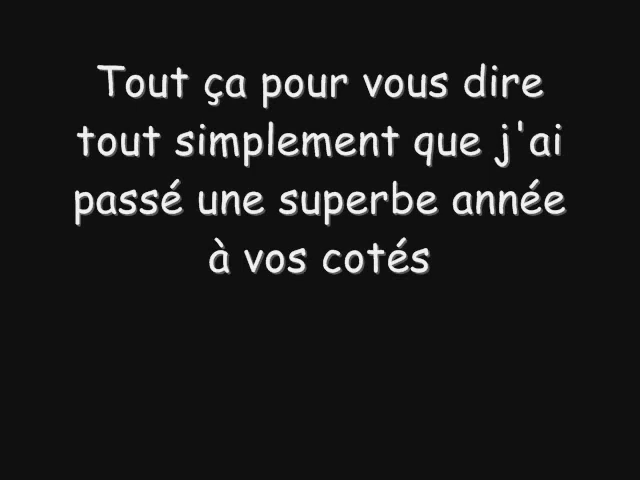 Tout ça pour vous dire
tout simplement que j'ai
passé une superbe année
à vos cotés